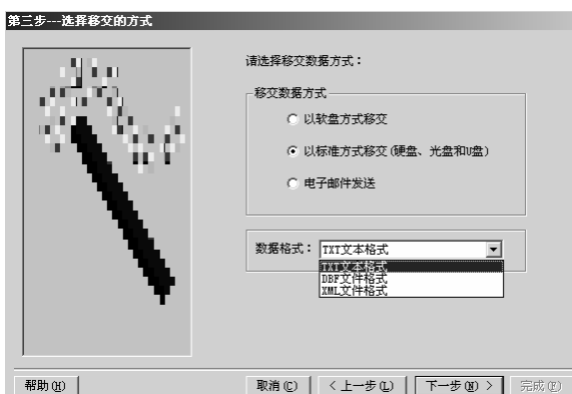 第三步---选择移交的方式
请选择移交数据方式：
移交数据方式
以软盘方式移交
以标准方式移交(硬盘、光盘和U盘)
电子邮件发送
数据格式：
TXT文本格式
TXT文本格式
DBF文件格式
XML文件格式
帮助(H)
取消(C)
< 上一步(L)
下一步(N) >
完成(F)